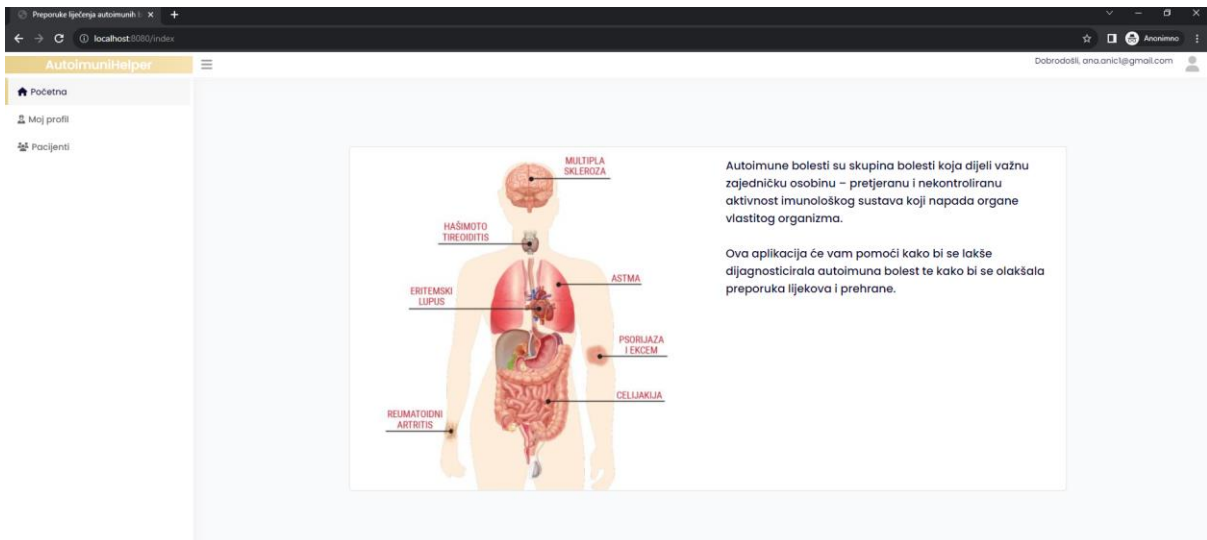 Preporuke liječenja autoimunih
localhost:8080/index
Anonimno
AutoimuniHelper
Dobrodošli, ana.anic1@gmail.com
Početna
Moj profil
Pacijenti
MULTIPLA
SKLEROZA
HAŠIMOTO
TIREOIDITIS
ASTMA
ERITEMSKI
LUPUS
PSORIJAZA
I EKCEM
CELIJAKIJA
REUMATOIDNI
ARTRITIS
Autoimune bolesti su skupina bolesti koja dijeli važnu
zajedničku osobinu – pretjeranu i nekontroliranu
aktivnost imunološkog sustava koji napada organe
vlastitog organizma.
Ova aplikacija će vam pomoći kako bi se lakše
dijagnosticirala autoimuna bolest te kako bi se olakšala
preporuka lijekova i prehrane.